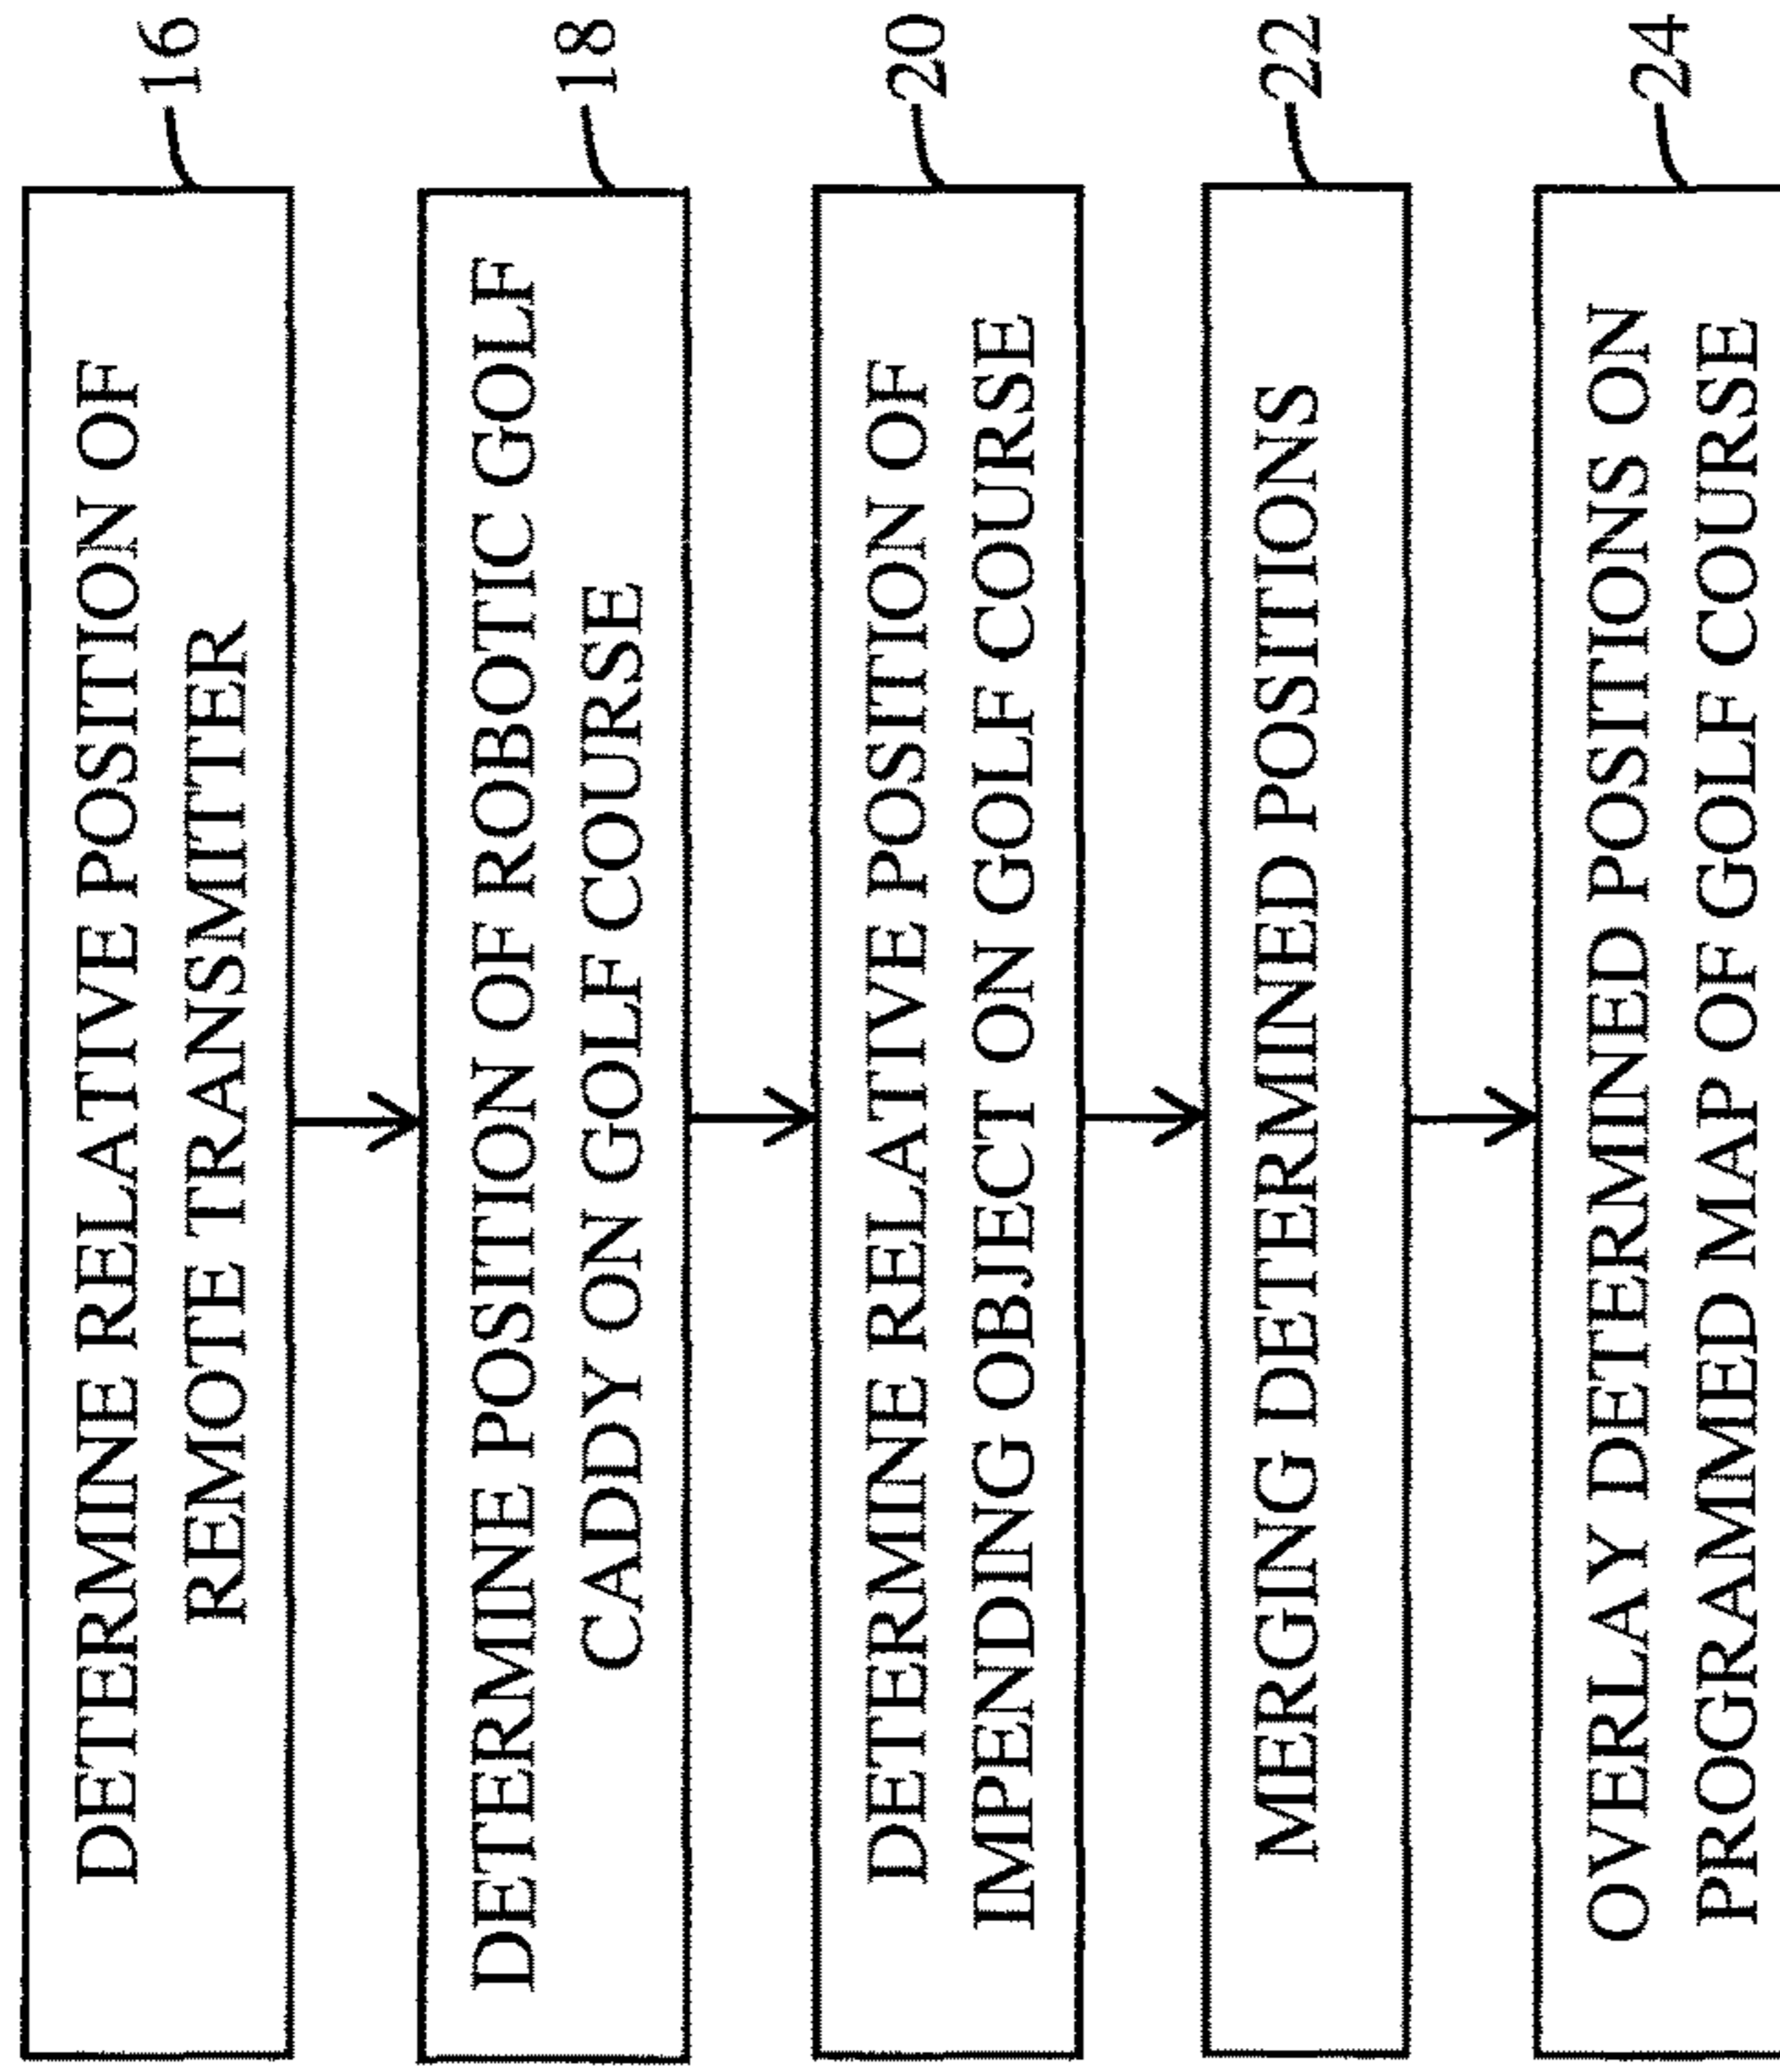 DETERMINE RELATIVE POSITION OF
REMOTE TRANSMITTER
16
DETERMINE POSITION OF ROBOTIC GOLF
CADDY ON GOLF COURSE
18
DETERMINE RELATIVE POSITION OF
IMPENDING OBJECT ON GOLF COURSE
20
MERGING DETERMINED POSITIONS
22
OVERLAY DETERMINED POSITIONS ON
PROGRAMMED MAP OF GOLF COURSE
24